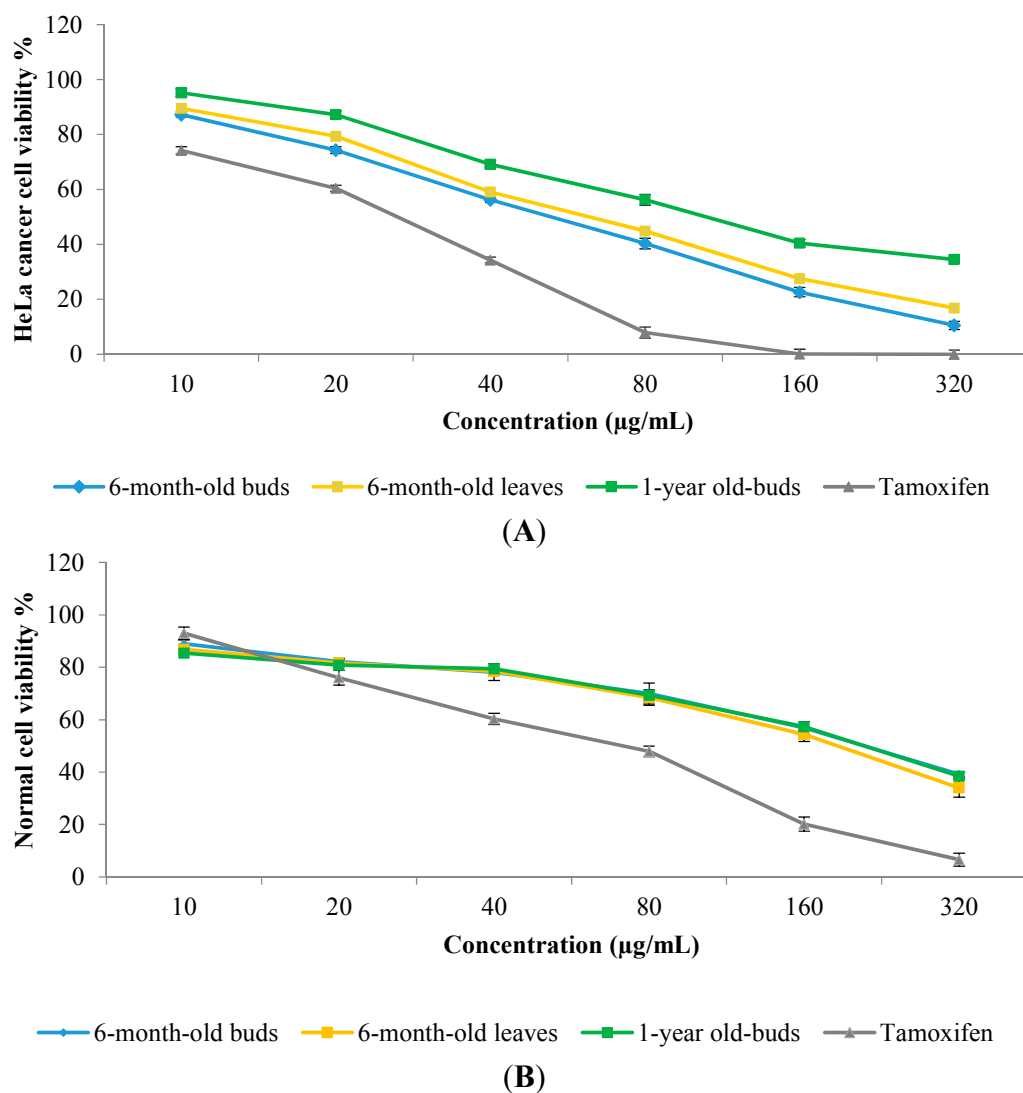 120
100
80
60
40
20
0
HeLa cancer cell viability %
10 20 40 80 160 320
Concentration (µg/mL)
6-month-old buds 6-month-old leaves 1-year old-buds Tamoxifen
(A)
120
100
80
60
40
20
0
Normal cell viability %
10 20 40 80 160 320
Concentration (µg/mL)
6-month-old buds 6-month-old leaves 1-year old-buds Tamoxifen
(B)